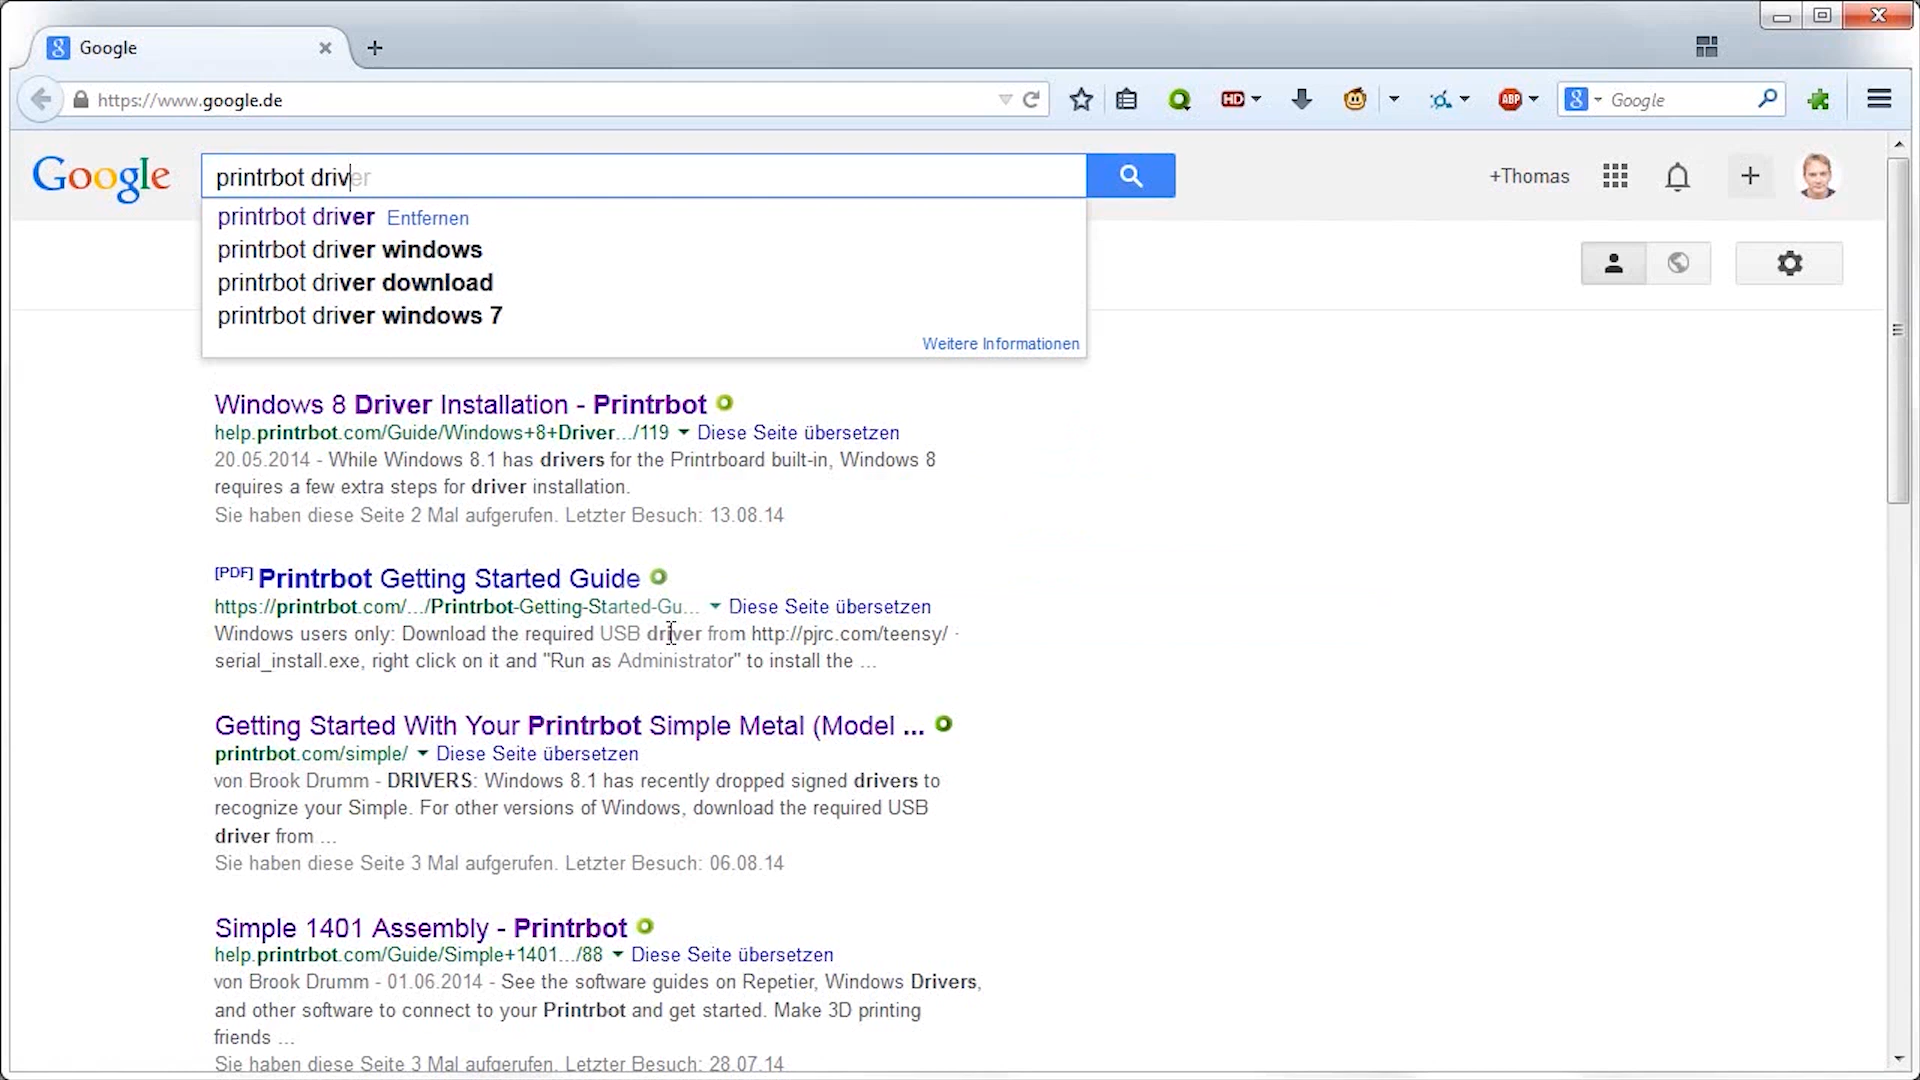 Google
https://www.google.de
HD
ABP
Google
Google
printrbot driver
+Thomas
printrbot driver Entfernen
printrbot driver windows
printrbot driver download
printrbot driver windows 7
Weitere Informationen
Windows 8 Driver Installation - Printrbot
help.printrbot.com/Guide/Windows+8+Driver.../119 Diese Seite übersetzen
20.05.2014 - While Windows 8.1 has drivers for the Printrboard built-in, Windows 8
requires a few extra steps for driver installation.
Sie haben diese Seite 2 Mal aufgerufen. Letzter Besuch: 13.08.14
[PDF] Printrbot Getting Started Guide
https://printrbot.com/.../Printrbot-Getting-Started-Gu... Diese Seite übersetzen
Windows users only: Download the required USB driver from http://pjrc.com/teensy/ ·
serial_install.exe, right click on it and "Run as Administrator" to install the ...
Getting Started With Your Printrbot Simple Metal (Model ...
printrbot.com/simple/ Diese Seite übersetzen
von Brook Drumm - DRIVERS: Windows 8.1 has recently dropped signed drivers to
recognize your Simple. For other versions of Windows, download the required USB
driver from ...
Sie haben diese Seite 3 Mal aufgerufen. Letzter Besuch: 06.08.14
Simple 1401 Assembly - Printrbot
help.printrbot.com/Guide/Simple+1401.../88 Diese Seite übersetzen
von Brook Drumm - 01.06.2014 - See the software guides on Repetier, Windows Drivers,
and other software to connect to your Printrbot and get started. Make 3D printing
friends ...
Sie haben diese Seite 3 Mal aufgerufen. Letzter Besuch: 28.07.14